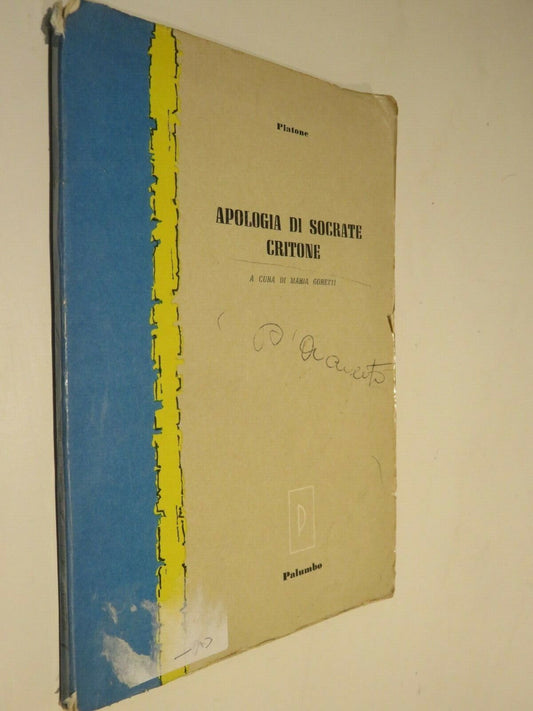 Platone
APOLOGIA DI SOCRATE
CRITONE
A CURA DI MARIA GORETTI
P
Palumbo